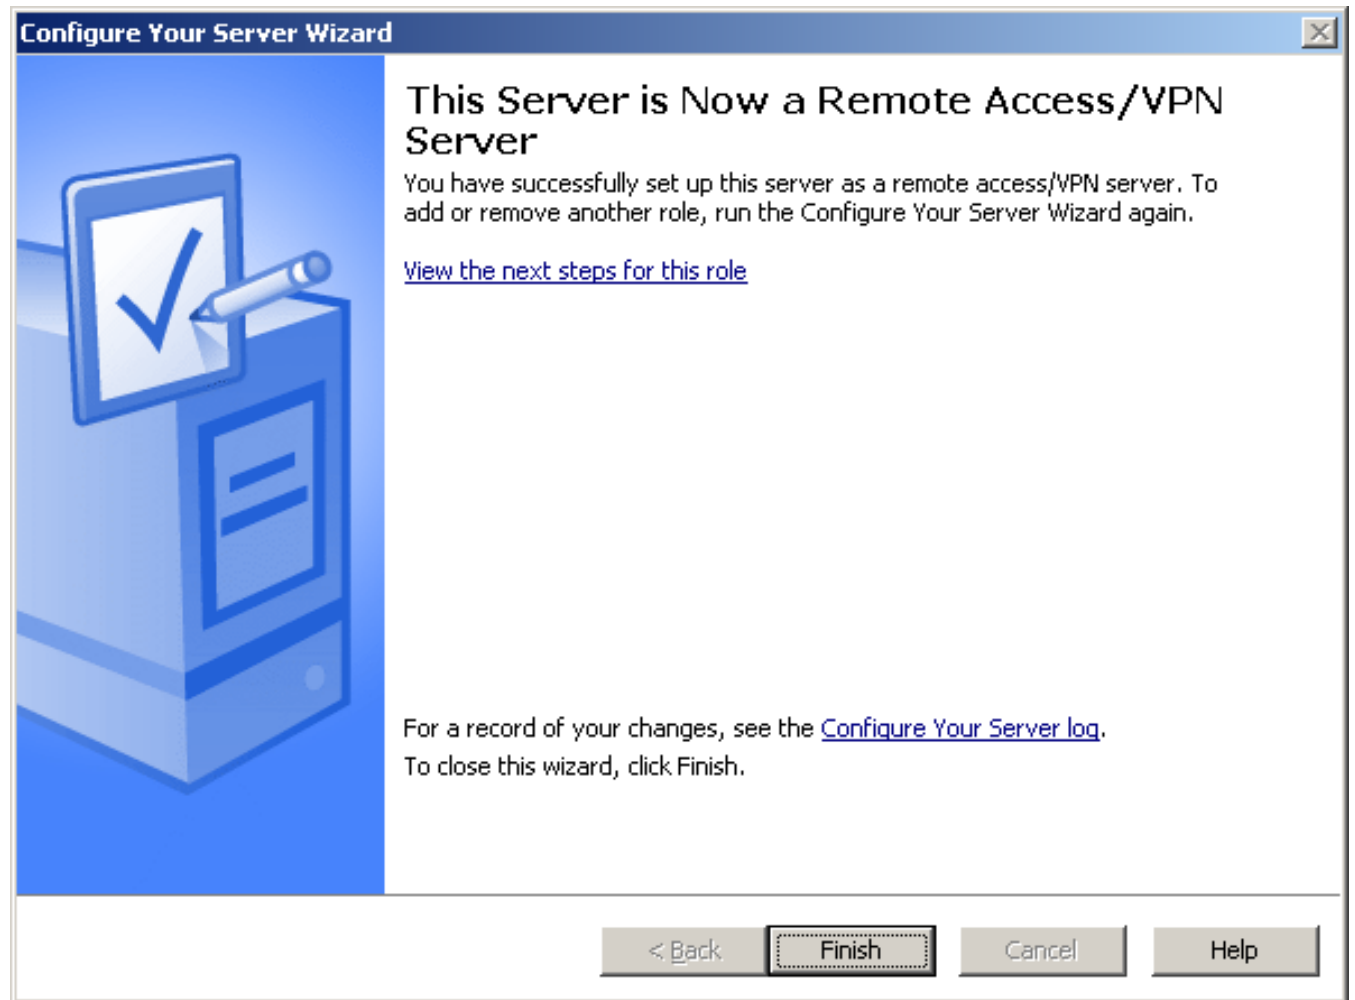 Configure Your Server Wizard
This Server is Now a Remote Access/VPN
Server
You have successfully set up this server as a remote access/VPN server. To
add or remove another role, run the Configure Your Server Wizard again.
View the next steps for this role
For a record of your changes, see the Configure Your Server log.
To close this wizard, click Finish.
< Back
Finish
Cancel
Help